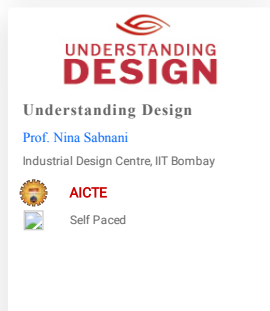 UNDERSTANDING
DESIGN
Understanding Design
Prof. Nina Sabnani
Industrial Design Centre, IIT Bombay
AICTE
Self Paced